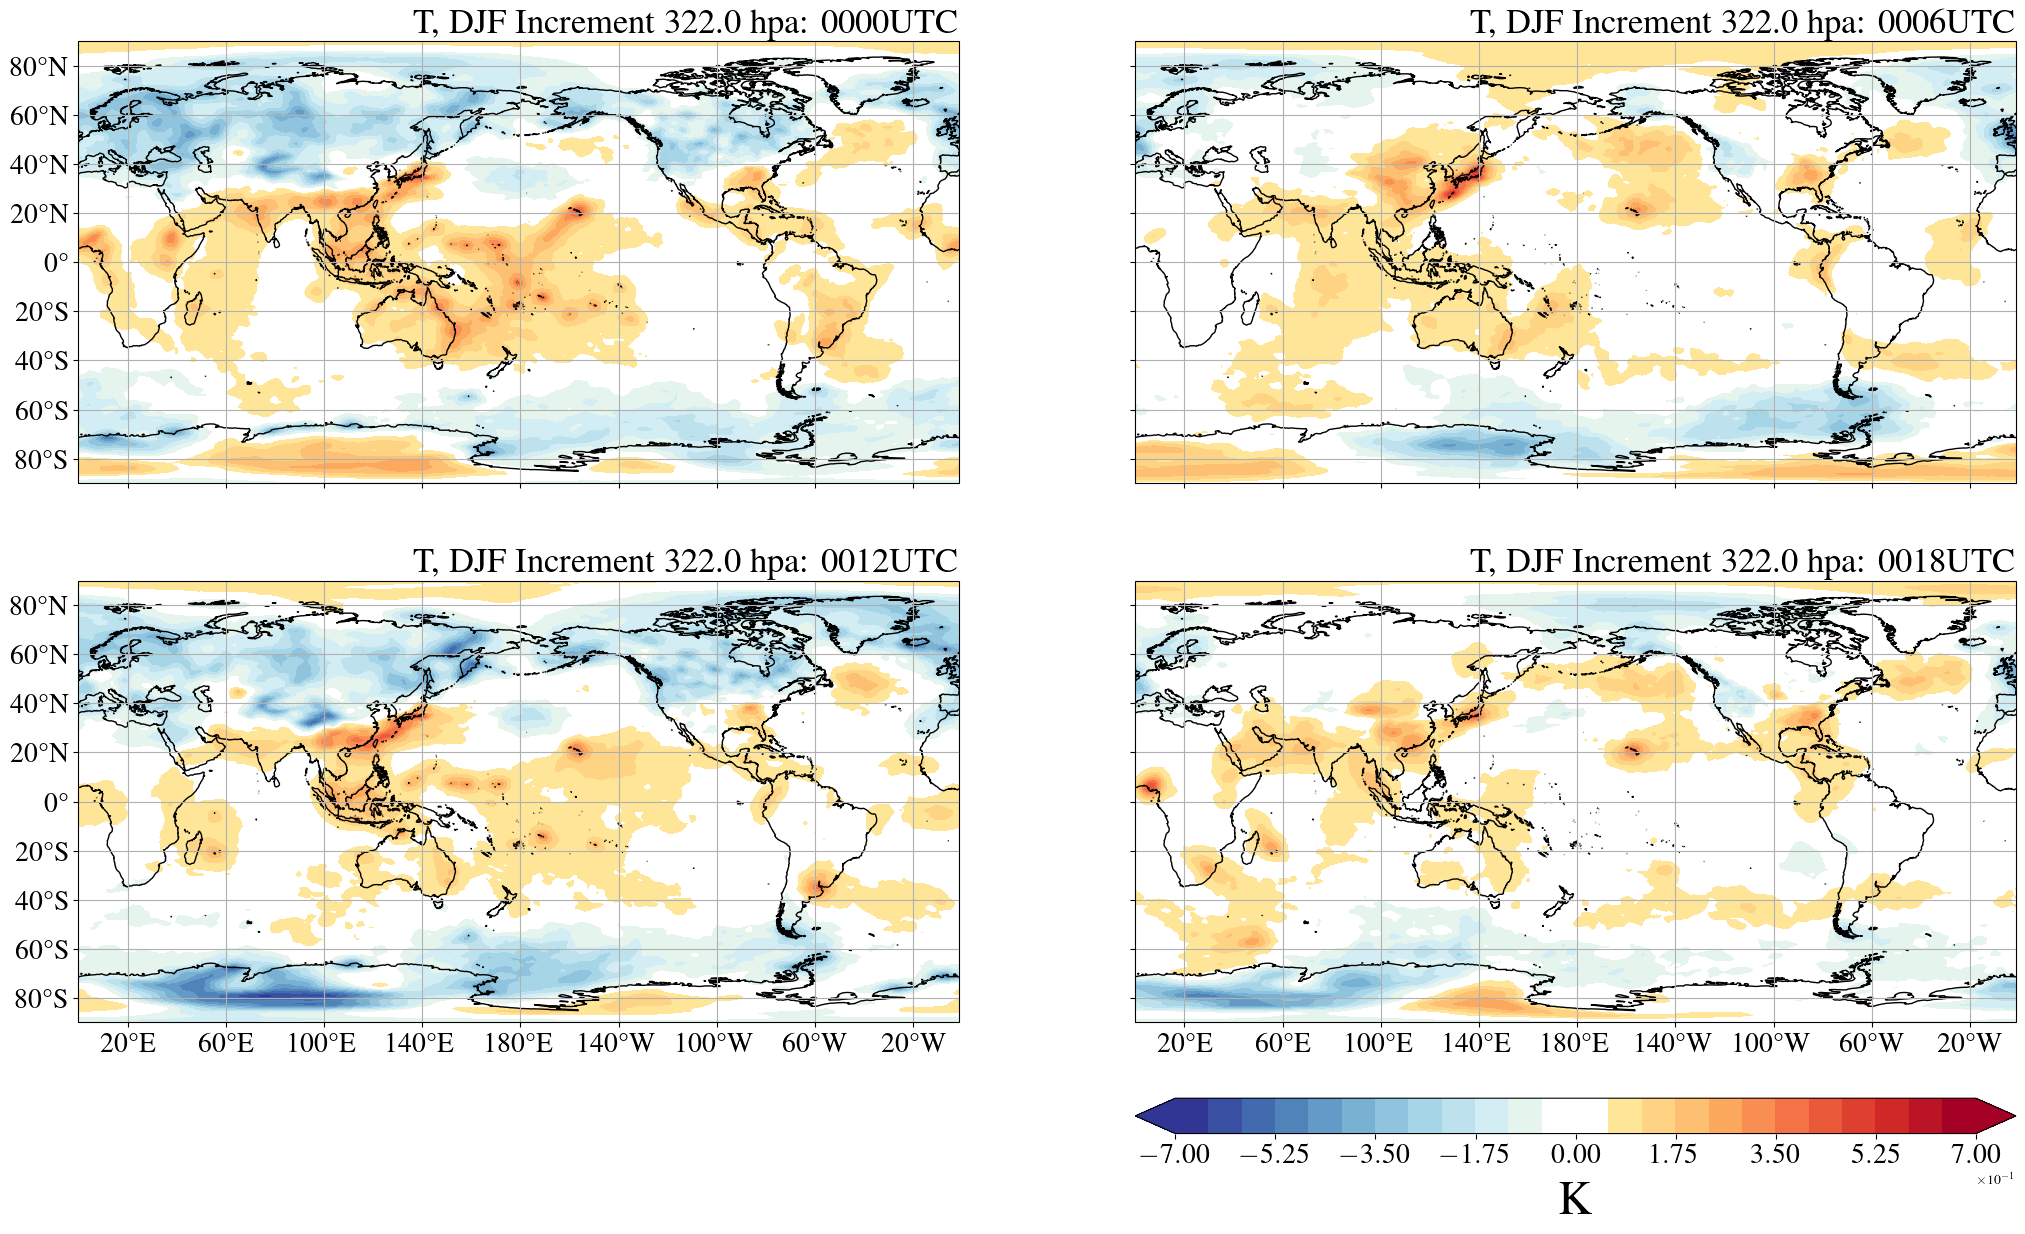 T, DJF Increment 322.0 hpa: 0000UTC
T, DJF Increment 322.0 hpa: 0006UTC
80°N
60°N
40°N
20°N
0°
20°S
40°S
60°S
80°S
T, DJF Increment 322.0 hpa: 0012UTC
T, DJF Increment 322.0 hpa: 0018UTC
80°N
60°N
40°N
20°N
0°
20°S
40°S
60°S
80°S
20°E 60°E 100°E 140°E 180°E 140°W 100°W 60°W 20°W
20°E 60°E 100°E 140°E 180°E 140°W 100°W 60°W 20°W
−7.00 −5.25 −3.50 −1.75 0.00 1.75 3.50 5.25 7.00
×10⁻¹
K